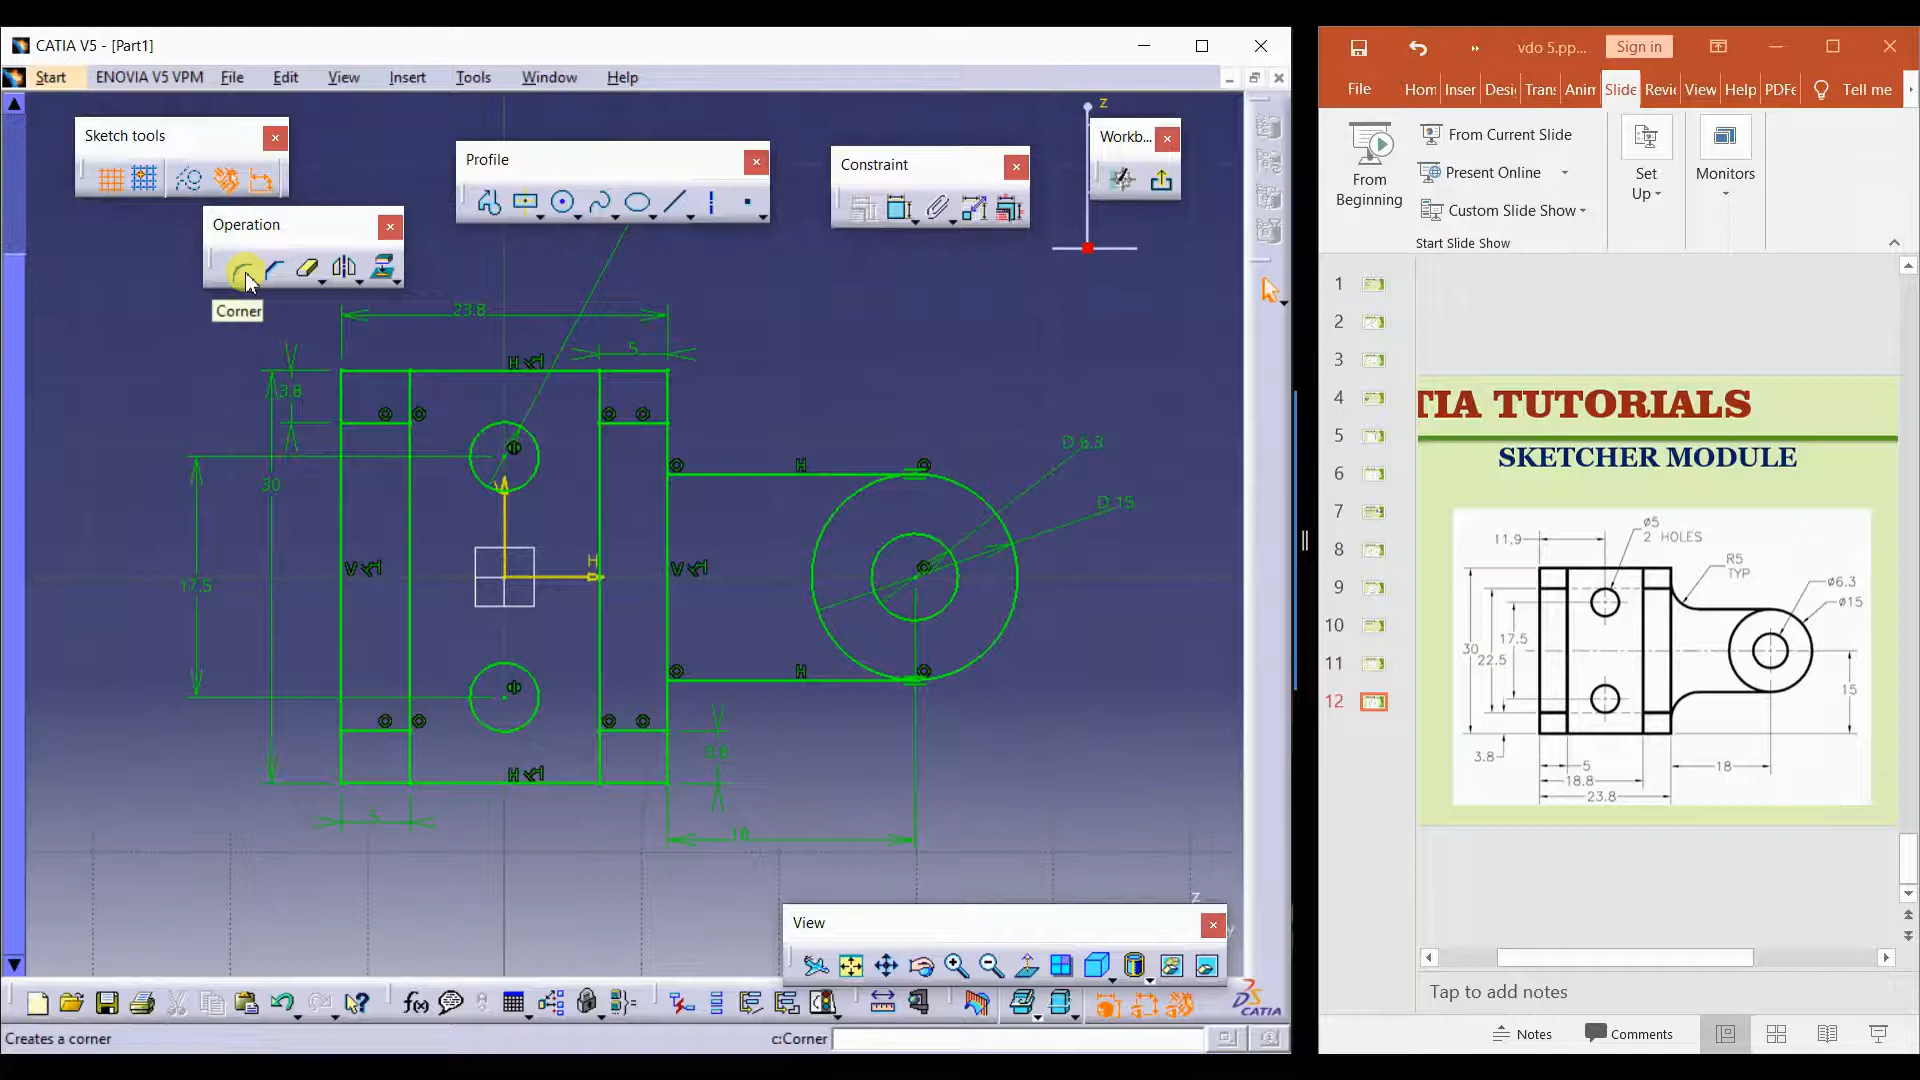 CATIA V5 - [Part1]
Start ENOVIA V5 VPM File Edit View Insert Tools Window Help
Sketch tools
Operation
Corner
Profile
Constraint
Workb...
z
23.8
5
H
3.8
30
17.5
V
V
H
D 6.3
D 15
H
H
H
3.8
5
18
z
View
CATIA
Creates a corner
c:Corner
vdo 5.pp...
Sign in
File Hom Inser Desi Tran Anim Slide Revi View Help PDFe Tell me
From Beginning
From Current Slide
Present Online
Custom Slide Show
Start Slide Show
Set Up
Monitors
1
2
3
4
5
6
7
8
9
10
11
12
TIA TUTORIALS
SKETCHER MODULE
11.9
ø5
2 HOLES
R5
TYP
ø6.3
ø15
17.5
30
22.5
15
3.8
5
18
18.8
23.8
Tap to add notes
Notes
Comments